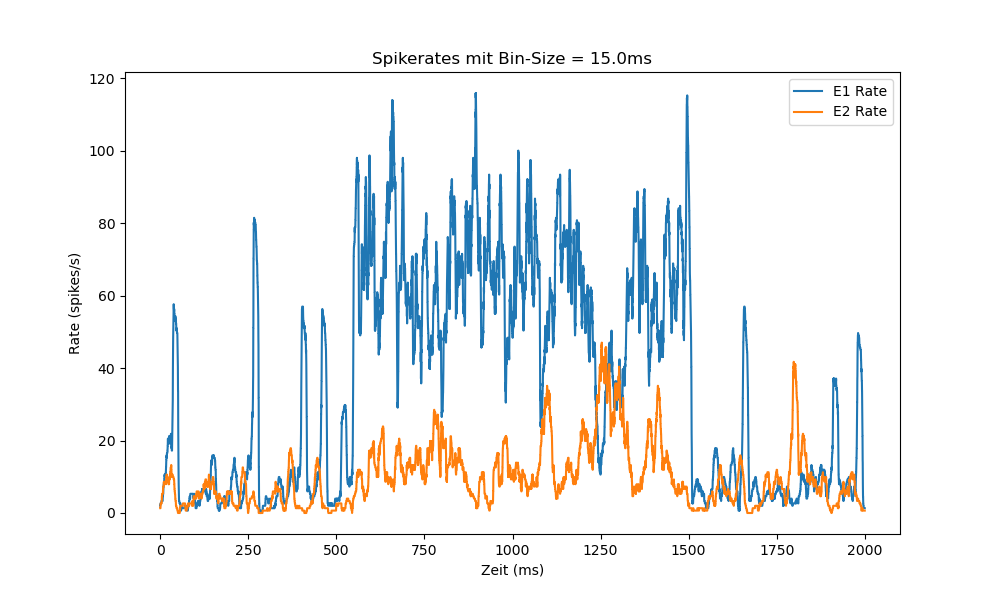 Spikerates mit Bin-Size = 15.0ms
E1 Rate
E2 Rate
Rate (spikes/s)
120
100
80
60
40
20
0
0 250 500 750 1000 1250 1500 1750 2000
Zeit (ms)